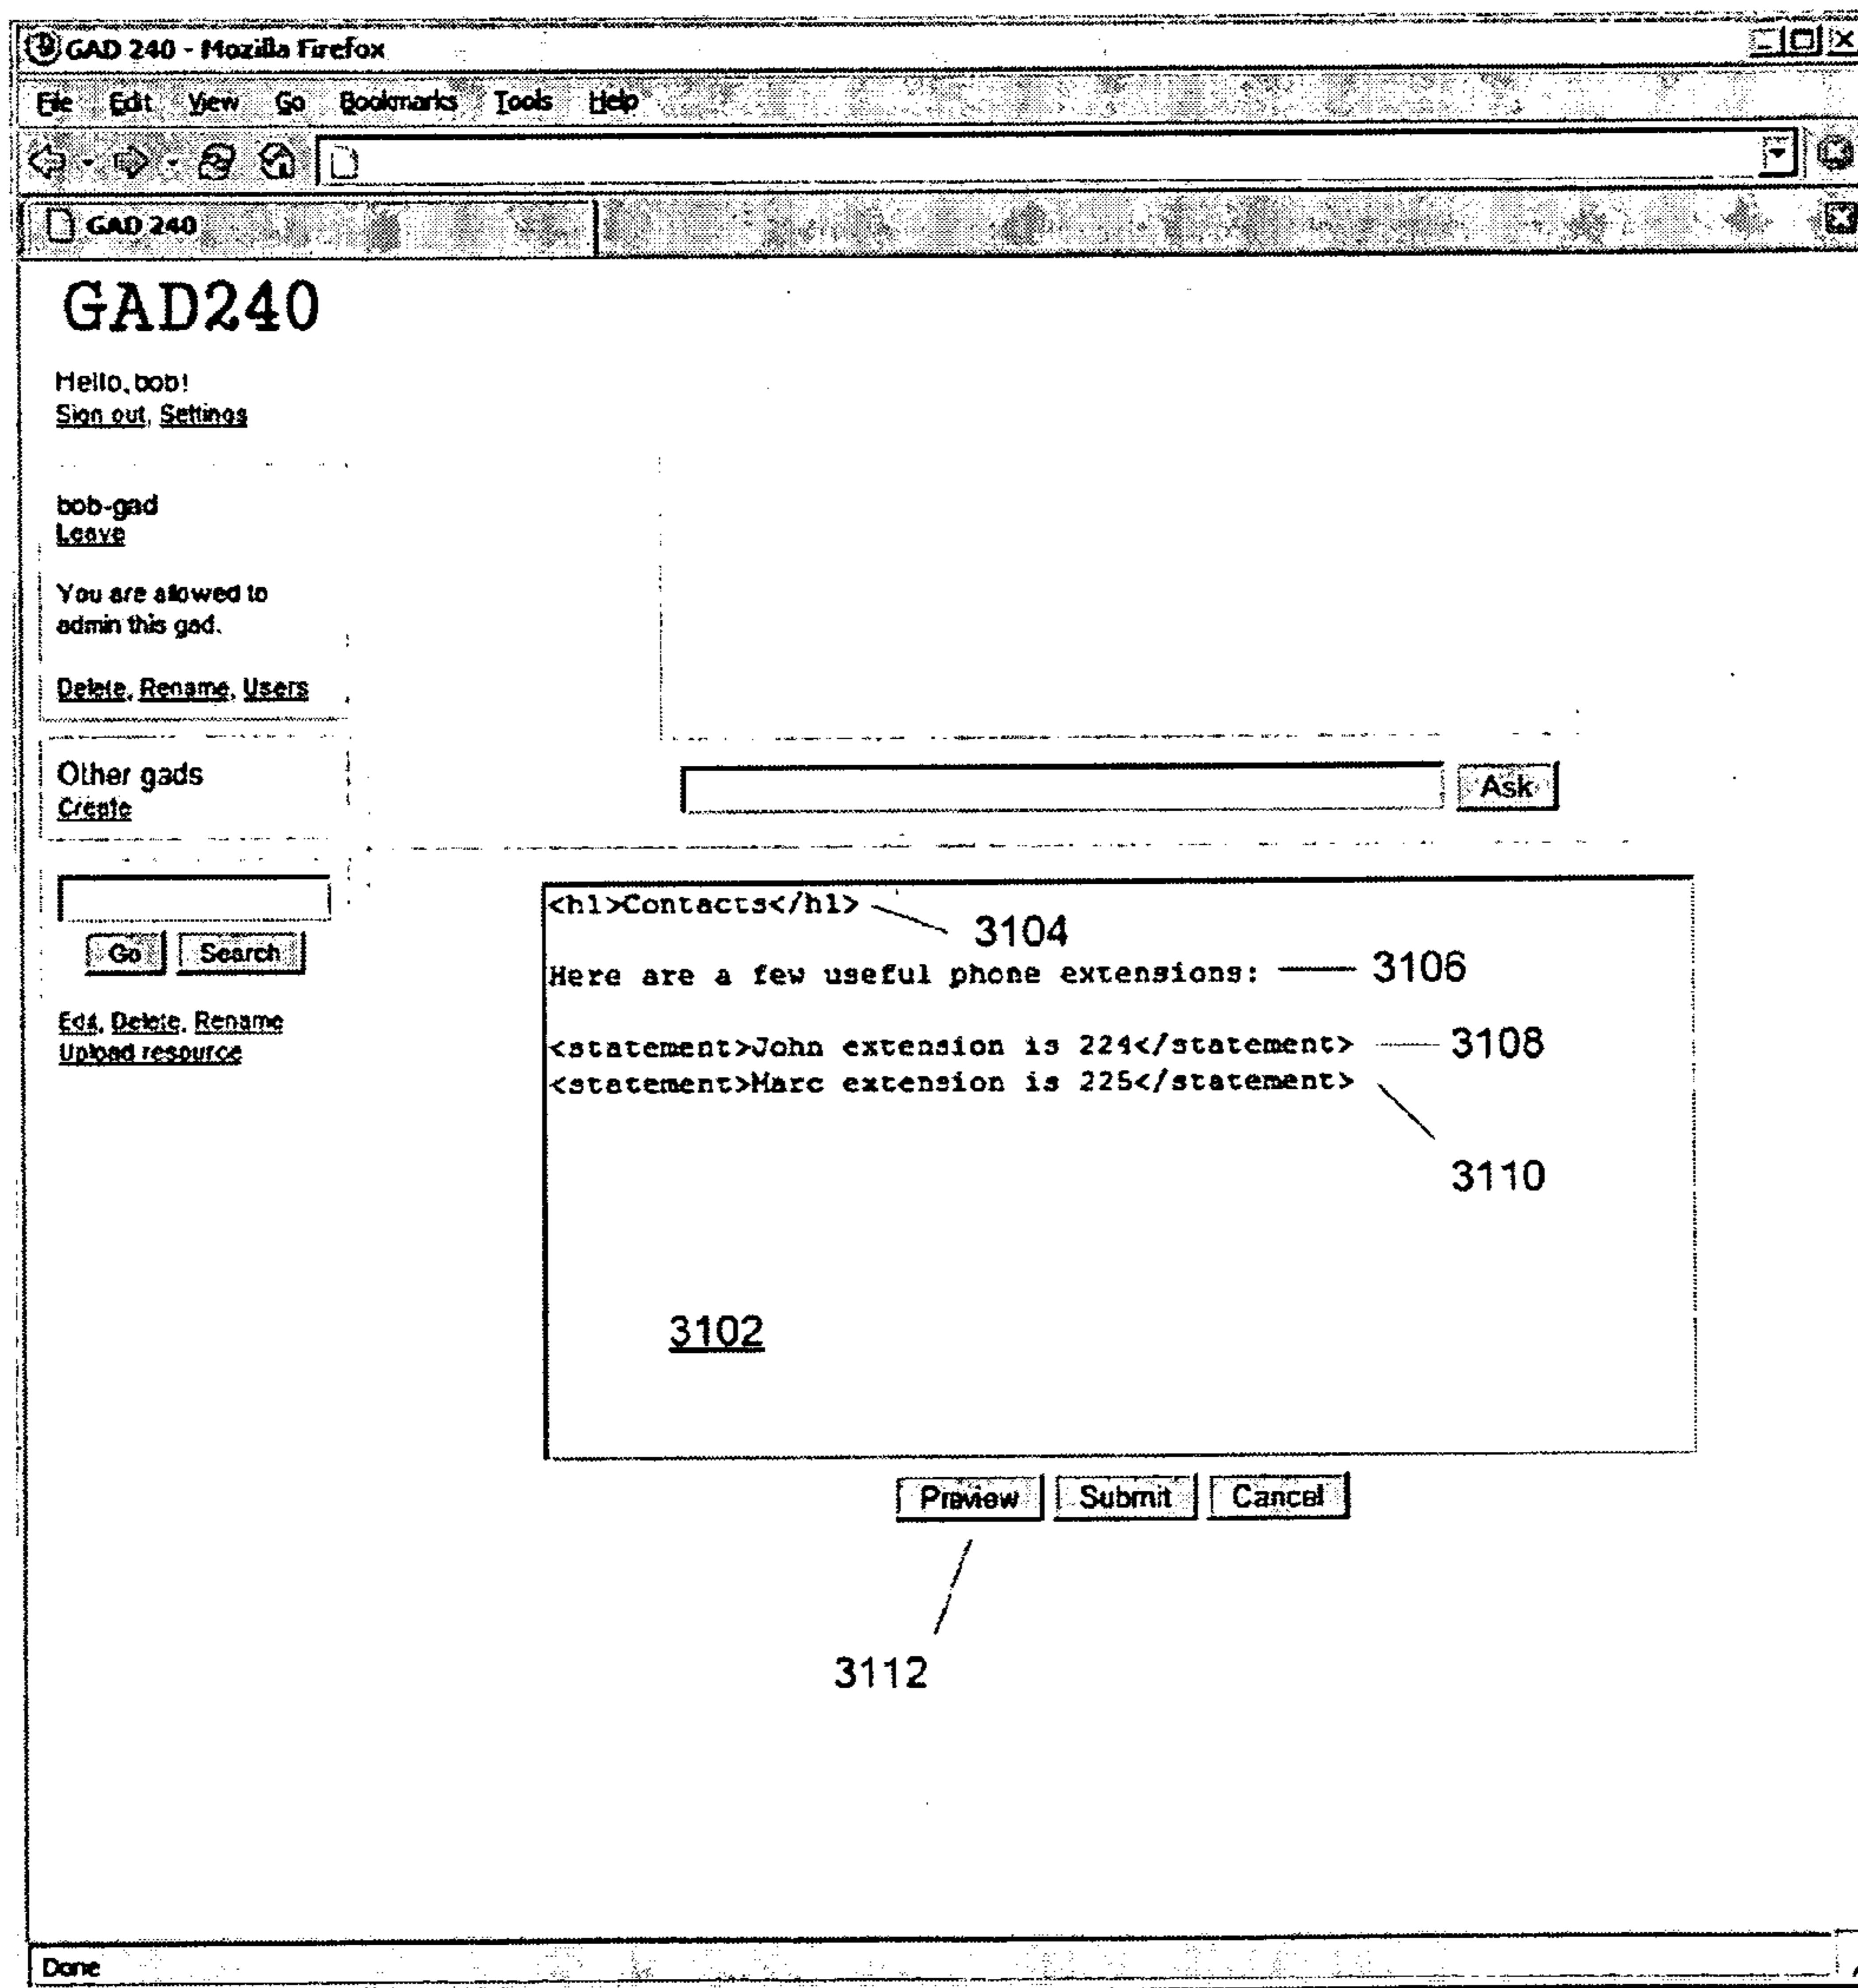 GAD 240 - Mozilla Firefox
File Edit View Go Bookmarks Tools Help
GAD 240
GAD240
Hello, bob!
Sign out, Settings
bob-gad
Leave
You are allowed to
admin this gad.
Delete, Rename, Users
Other gads
Create
Ask
Go Search
Edit, Delete, Rename
Upload resource
<h1>Contacts</h1> 3104
Here are a few useful phone extensions: 3106
<statement>John extension is 224</statement> 3108
<statement>Marc extension is 225</statement>
3110
3102
Preview Submit Cancel
3112
Done